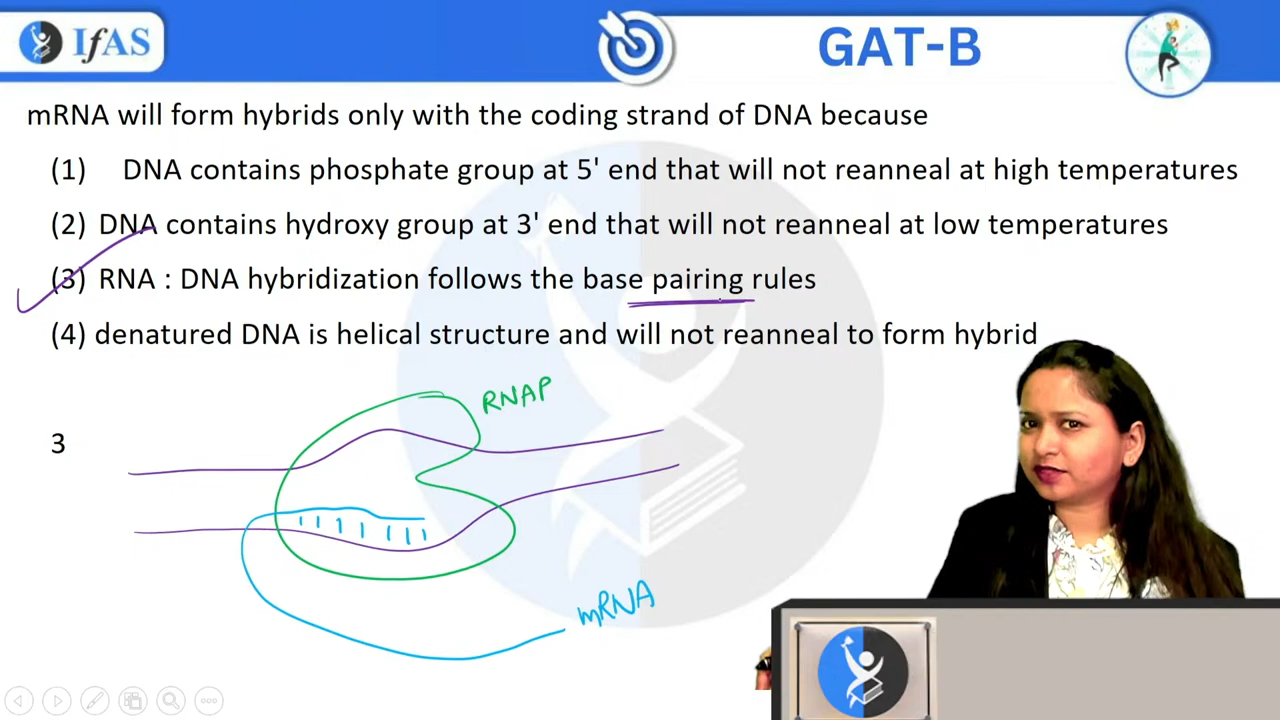 IfAS
GAT-B
mRNA will form hybrids only with the coding strand of DNA because
(1) DNA contains phosphate group at 5' end that will not reanneal at high temperatures
(2) DNA contains hydroxy group at 3' end that will not reanneal at low temperatures
(3) RNA : DNA hybridization follows the base pairing rules
(4) denatured DNA is helical structure and will not reanneal to form hybrid
RNAP
3
mRNA